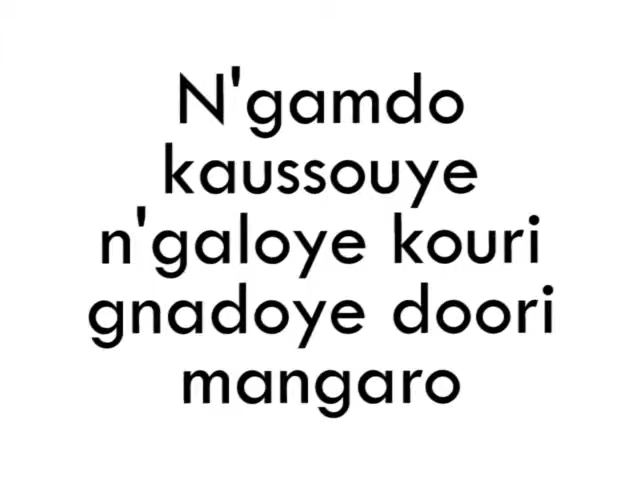 N'gamdo
kaussouye
n'galoye kouri
gnadoye doori
mangaro